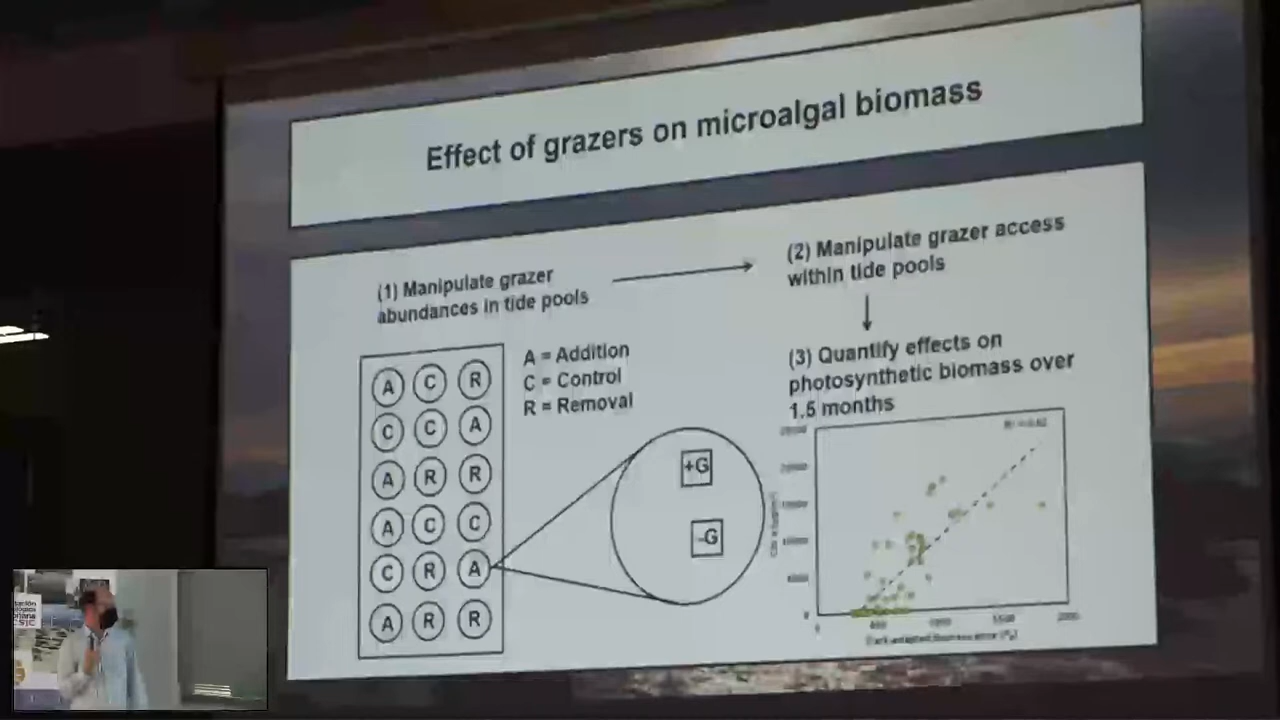 Effect of grazers on microalgal biomass
(1) Manipulate grazer
abundances in tide pools
(2) Manipulate grazer access
within tide pools
(3) Quantify effects on
photosynthetic biomass over
1.5 months
A = Addition
C = Control
R = Removal
A C R
C C A
A R R
A C C
C R A
A R R
+G
-G
CSIC